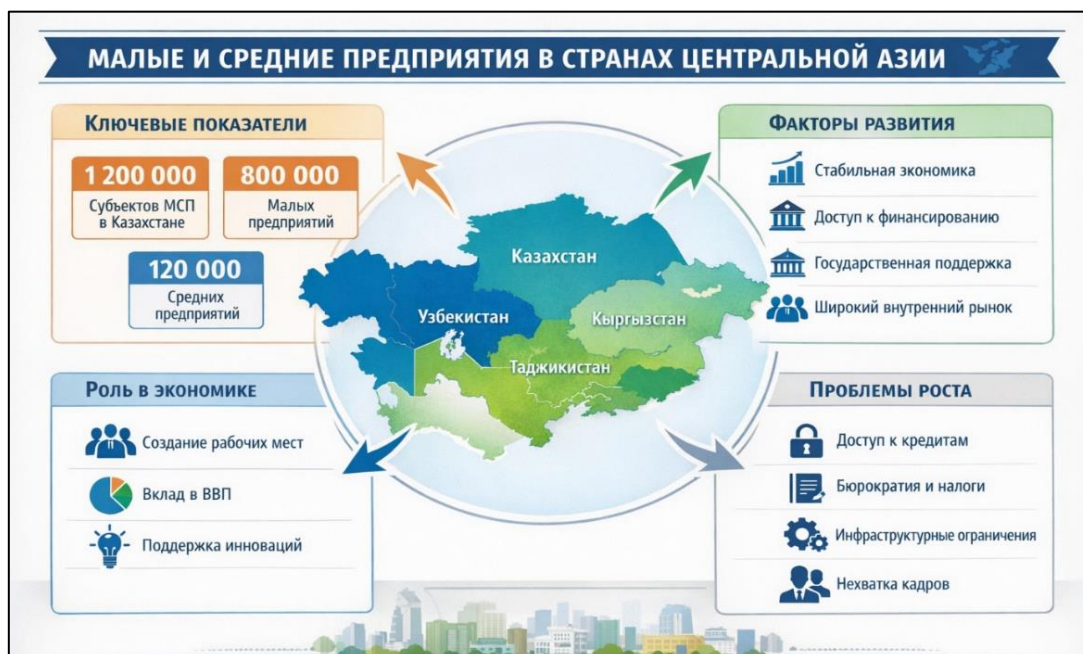 МАЛЫЕ И СРЕДНИЕ ПРЕДПРИЯТИЯ В СТРАНАХ ЦЕНТРАЛЬНОЙ АЗИИ
КЛЮЧЕВЫЕ ПОКАЗАТЕЛИ
1 200 000
Субъектов МСП
в Казахстане
800 000
Малых
предприятий
120 000
Средних
предприятий
ФАКТОРЫ РАЗВИТИЯ
Стабильная экономика
Доступ к финансированию
Государственная поддержка
Широкий внутренний рынок
Казахстан
Узбекистан
Кыргызстан
Таджикистан
РОЛЬ В ЭКОНОМИКЕ
Создание рабочих мест
Вклад в ВВП
Поддержка инноваций
ПРОБЛЕМЫ РОСТА
Доступ к кредитам
Бюрократия и налоги
Инфраструктурные ограничения
Нехватка кадров